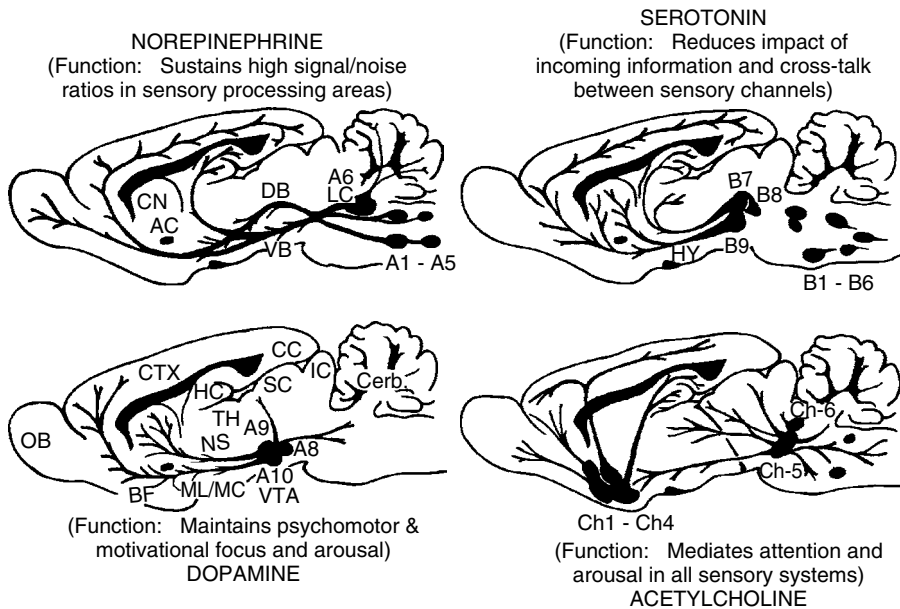 NOREPINEPHRINE
(Function: Sustains high signal/noise
ratios in sensory processing areas)
CN
AC
DB
VB
A6
LC
A1 - A5
SEROTONIN
(Function: Reduces impact of
incoming information and cross-talk
between sensory channels)
B7
B8
B9
HY
B1 - B6
CTX
CC
IC
HC
SC
Cerb.
TH
A9
NS
A8
OB
A10
BF
ML/MC
VTA
(Function: Maintains psychomotor &
motivational focus and arousal)
DOPAMINE
Ch-6
Ch-5
Ch1 - Ch4
(Function: Mediates attention and
arousal in all sensory systems)
ACETYLCHOLINE